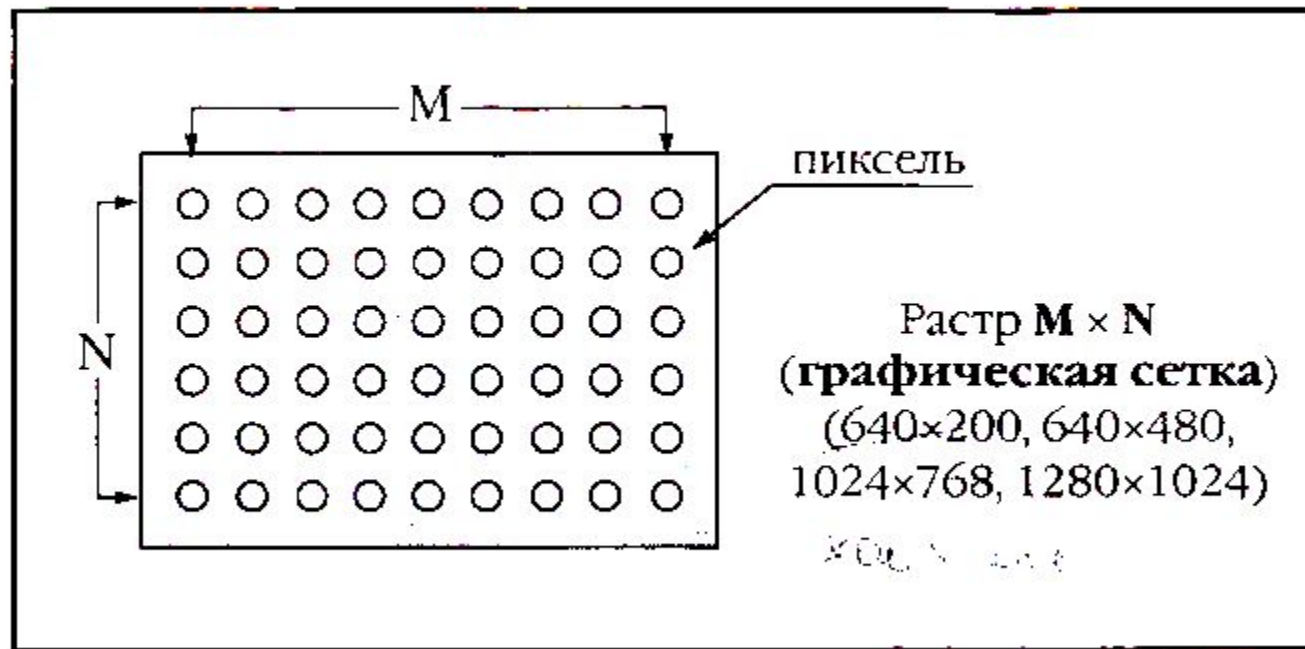 M
пиксель
N
Растр M × N
(графическая сетка)
(640×200, 640×480,
1024×768, 1280×1024)